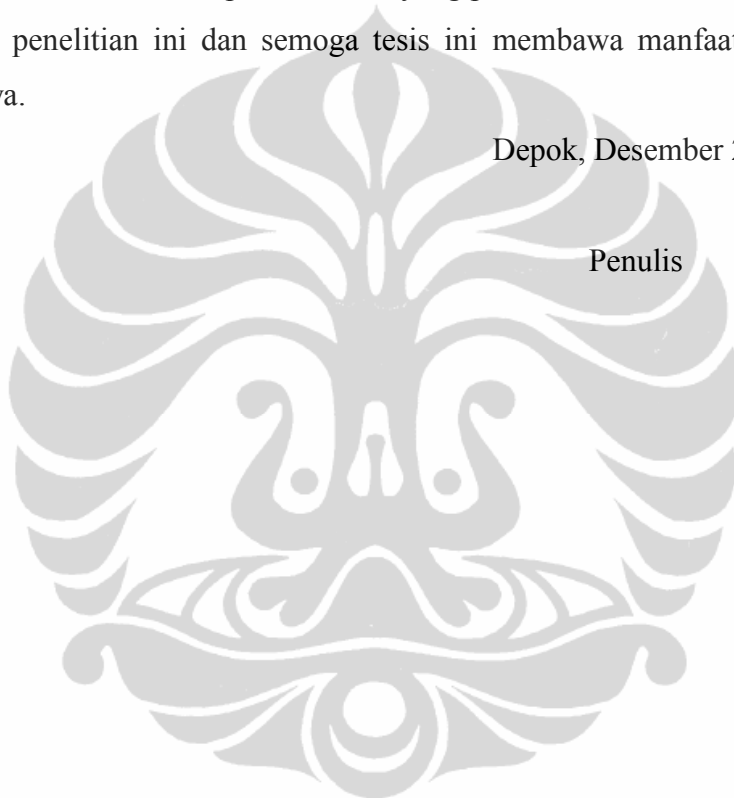 penelitian ini dan semoga tesis ini membawa manfaat
Depok, Desember
Penulis